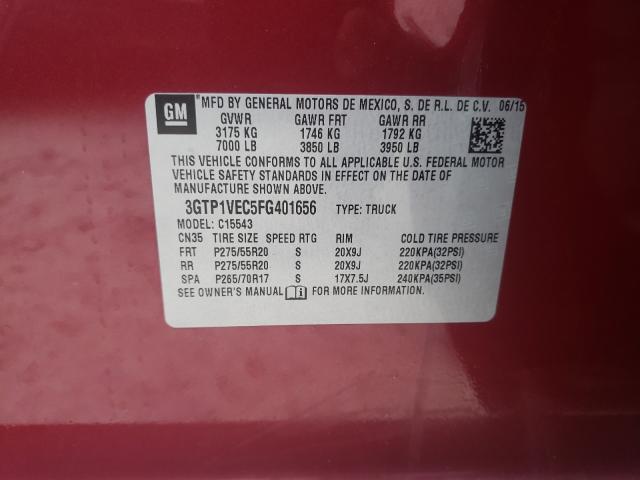 GM
MFD BY GENERAL MOTORS DE MEXICO, S. DE R.L. DE C.V. 06/15
GVWR GAWR FRT GAWR RR
3175 KG 1746 KG 1792 KG
7000 LB 3850 LB 3950 LB
THIS VEHICLE CONFORMS TO ALL APPLICABLE U.S. FEDERAL MOTOR
VEHICLE SAFETY STANDARDS IN EFFECT ON THE DATE OF
MANUFACTURE SHOWN ABOVE.
3GTP1VEC5FG401656 TYPE: TRUCK
MODEL: C15543
CN35 TIRE SIZE SPEED RTG RIM COLD TIRE PRESSURE
FRT P275/55R20 S 20X9J 220KPA(32PSI)
RR P275/55R20 S 20X9J 220KPA(32PSI)
SPA P265/70R17 S 17X7.5J 240KPA(35PSI)
SEE OWNER'S MANUAL FOR MORE INFORMATION.